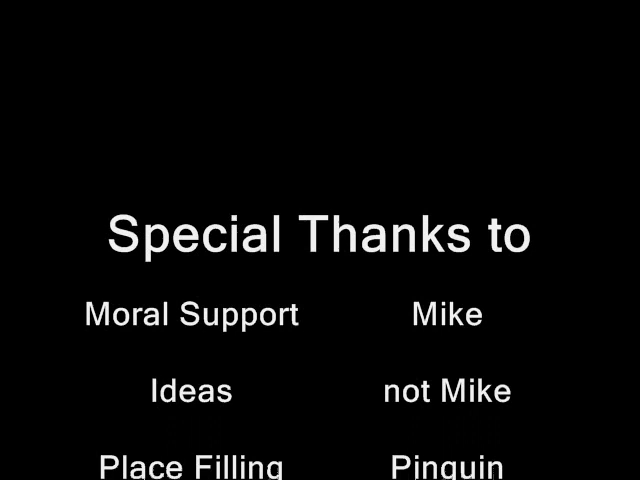 Special Thanks to
Moral Support Mike
Ideas not Mike
Place Filling Pinguin